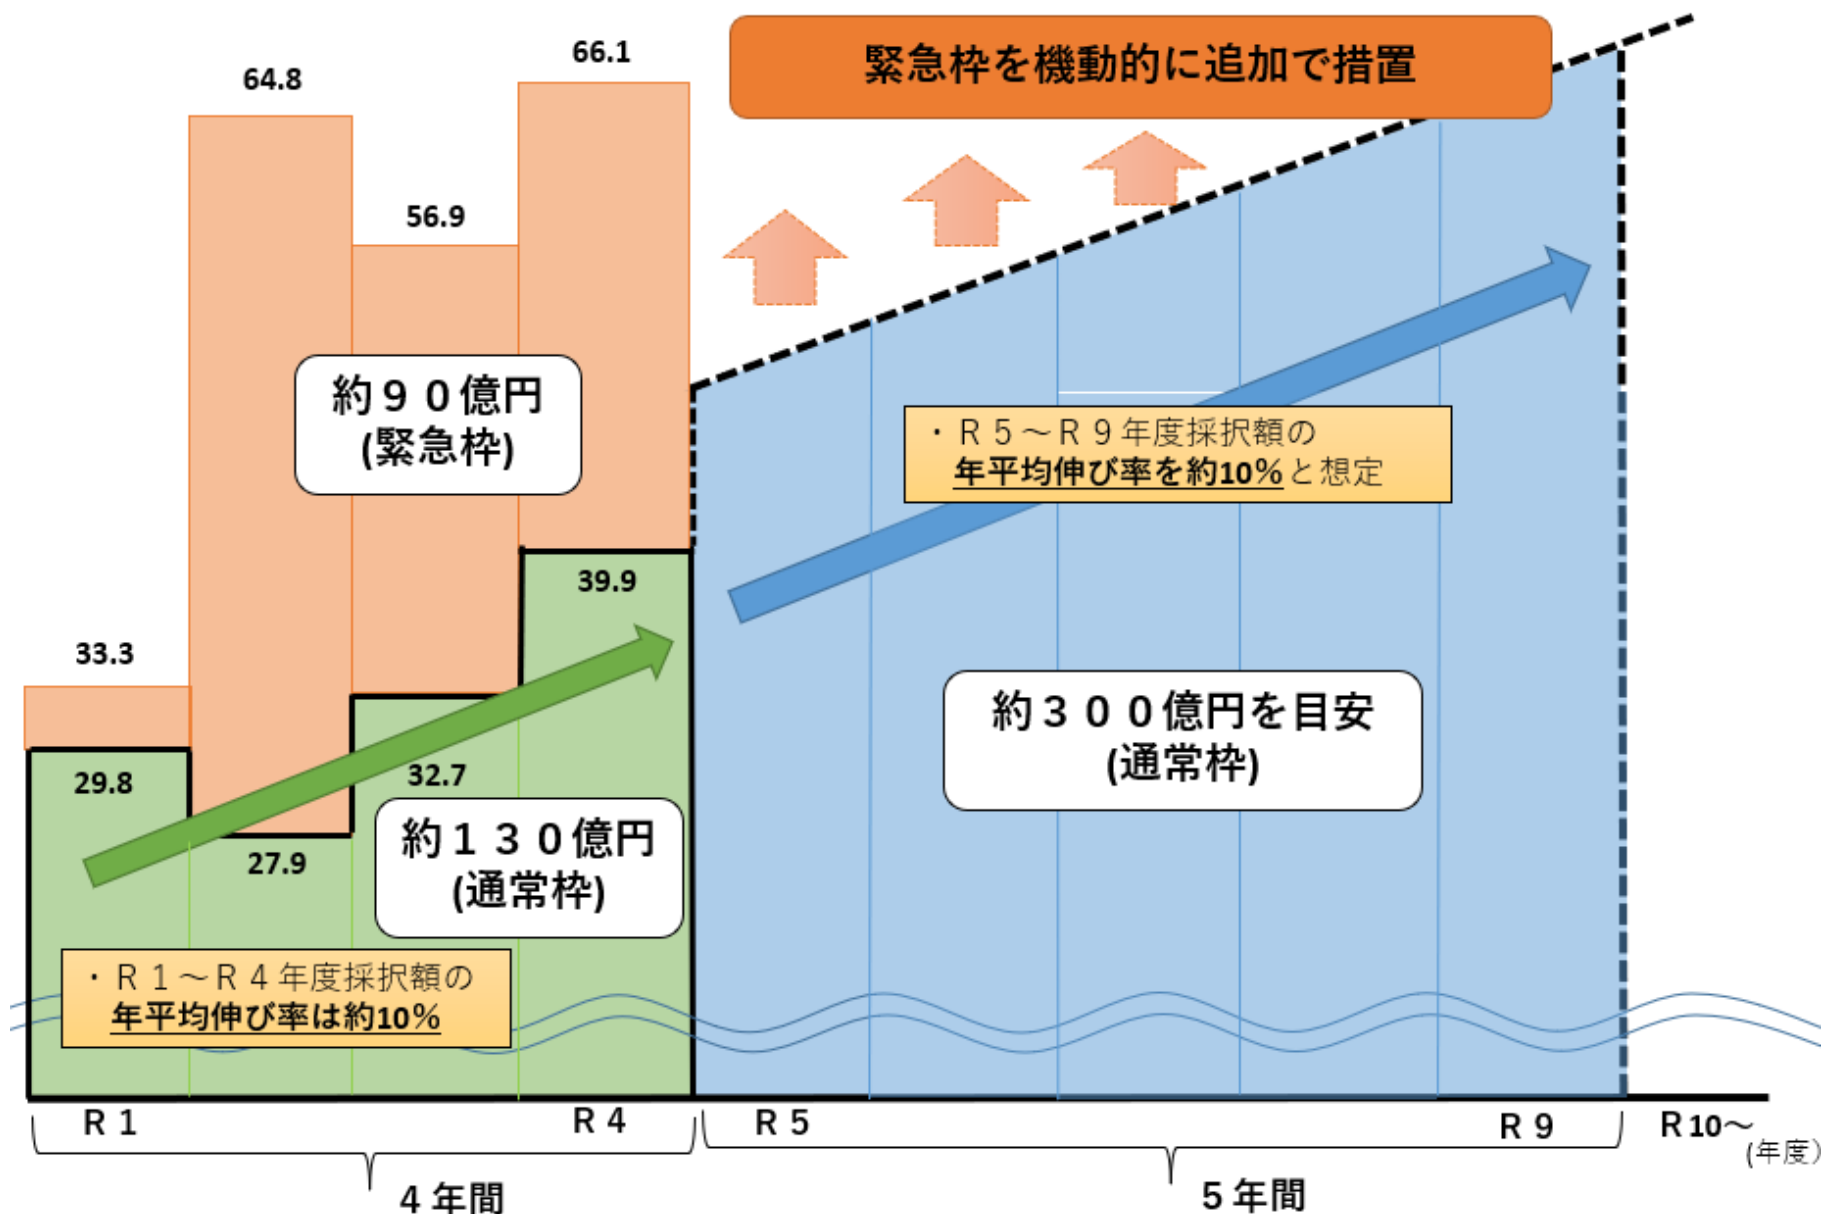 緊急枠を機動的に追加で措置
66.1
64.8
56.9
33.3
約９０億円
(緊急枠)
39.9
29.8
32.7
27.9
約１３０億円
(通常枠)
・Ｒ１～Ｒ４年度採択額の
年平均伸び率は約10%
・Ｒ５～Ｒ９年度採択額の
年平均伸び率を約10%と想定
約３００億円を目安
(通常枠)
Ｒ１
Ｒ４
Ｒ５
Ｒ９
Ｒ10～
(年度)
４年間
５年間